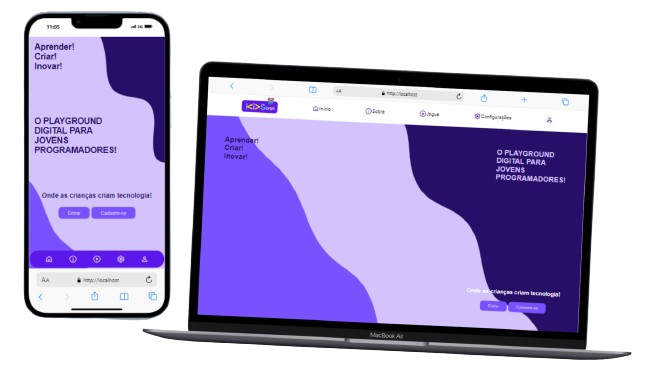 11:05
5G
Aprender!
Criar!
Inovar!
O PLAYGROUND
DIGITAL PARA
JOVENS
PROGRAMADORES!
Onde as crianças criam tecnologia!
Entrar Cadastre-se
AA http://localhost
AA http://localhost
Início Sobre Jogue Configurações
Aprender!
Criar!
Inovar!
O PLAYGROUND
DIGITAL PARA
JOVENS
PROGRAMADORES!
Onde as crianças criam tecnologia!
Entrar Cadastre-se
MacBook Air